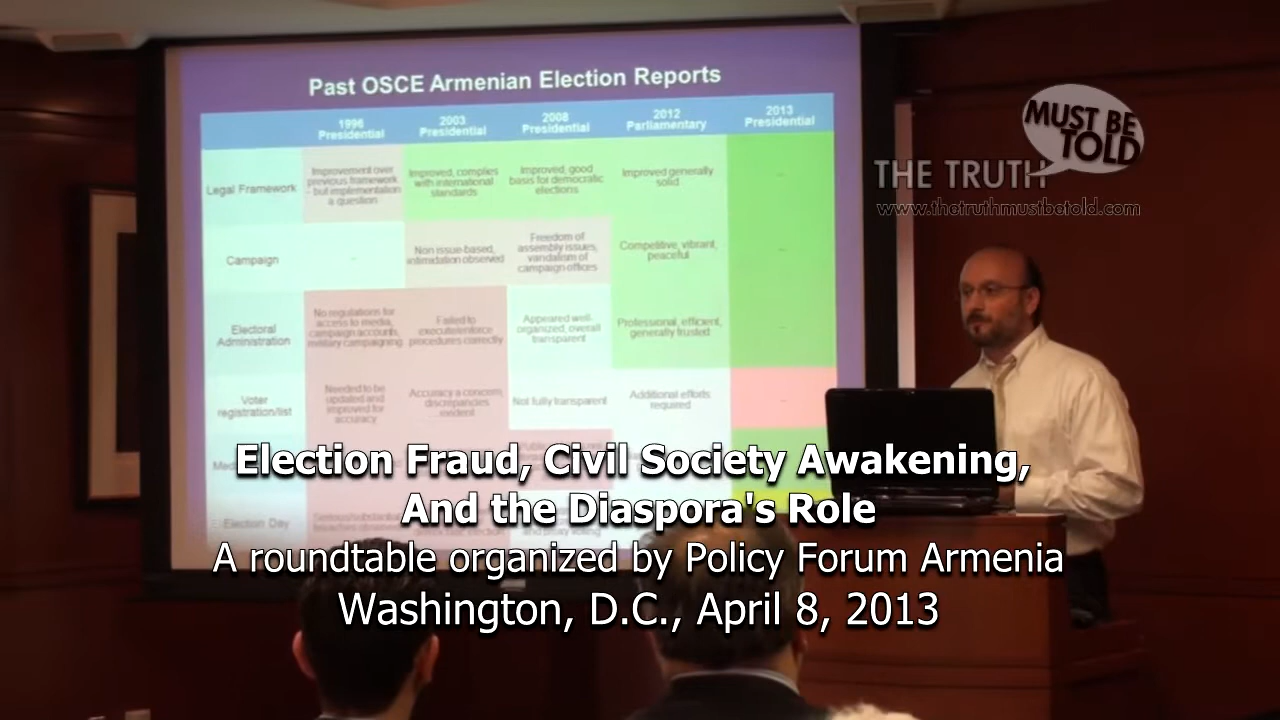 Past OSCE Armenian Election Reports
1996 Presidential
2003 Presidential
2008 Presidential
2012 Parliamentary
2013 Presidential
Legal Framework
Improvement over previous framework - but implementation a question
Improved, complies with international standards
Improved, good basis for democratic elections
Improved generally solid
Campaign
Non issue-based, intimidation observed
Freedom of assembly issues, vandalism of campaign offices
Competitive, vibrant, peaceful
Electoral Administration
No regulations for access to media, campaign accounts, military campaigning
Failed to execute/enforce procedures correctly
Appeared well-organized, overall transparent
Professional, efficient, generally trusted
Voter registration/list
Needed to be updated and improved for accuracy
Accuracy a concern, discrepancies evident
Not fully transparent
Additional efforts required
Election Day
THE TRUTH
MUST BE
TOLD
www.thetruthmustbetold.com
Election Fraud, Civil Society Awakening,
And the Diaspora's Role
A roundtable organized by Policy Forum Armenia
Washington, D.C., April 8, 2013